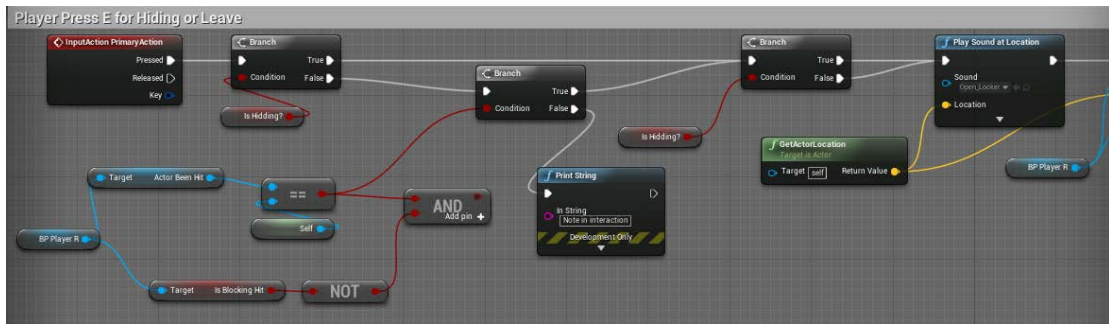 Player Press E for Hiding or Leave
InputAction PrimaryAction
Pressed
Released
Key
Branch
True
Condition
False
Is Hidding?
Branch
True
Condition
False
Is Hidding?
Branch
True
Condition
False
Play Sound at Location
Sound
Open_Locker
Location
GetActorLocation
Target is Actor
Target
self
Return Value
BP Player R
Target
Actor Been Hit
==
Self
AND
Add pin +
Print String
In String
Note in interaction
Development Only
BP Player R
Target
Is Blocking Hit
NOT